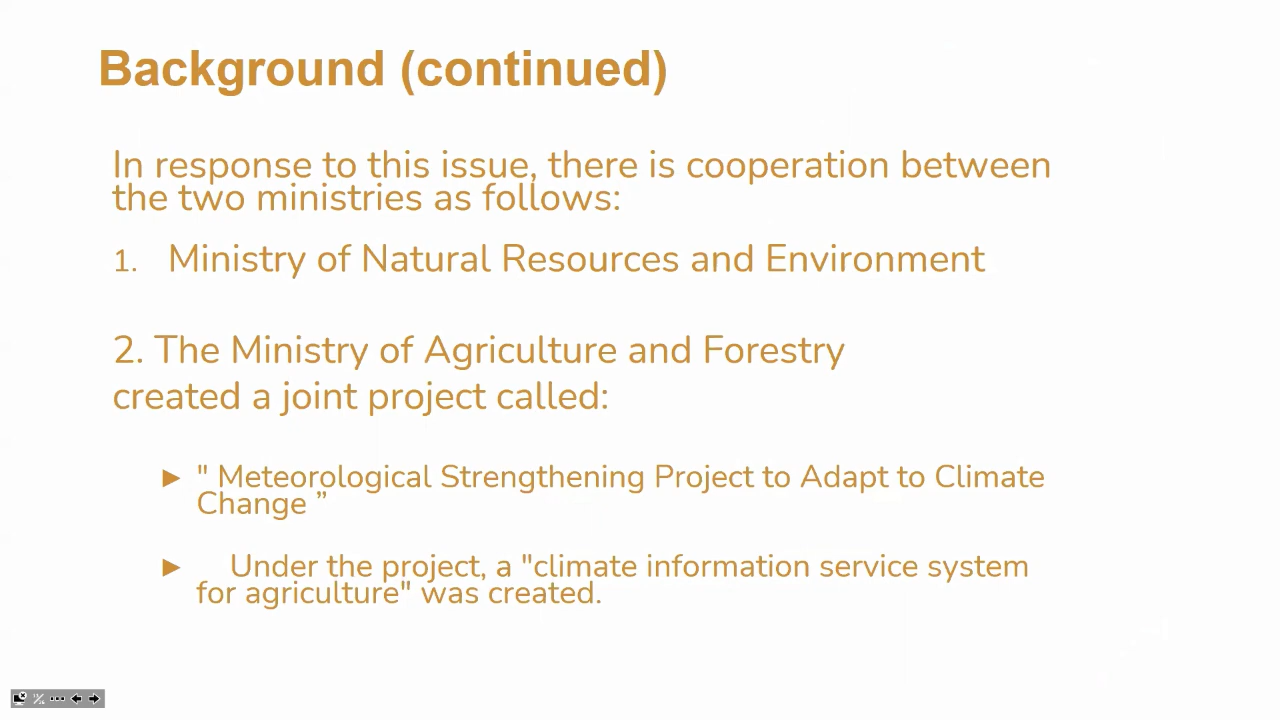 Background (continued)
In response to this issue, there is cooperation between
the two ministries as follows:
1. Ministry of Natural Resources and Environment
2. The Ministry of Agriculture and Forestry
created a joint project called:
► " Meteorological Strengthening Project to Adapt to Climate
Change ”
► Under the project, a "climate information service system
for agriculture" was created.